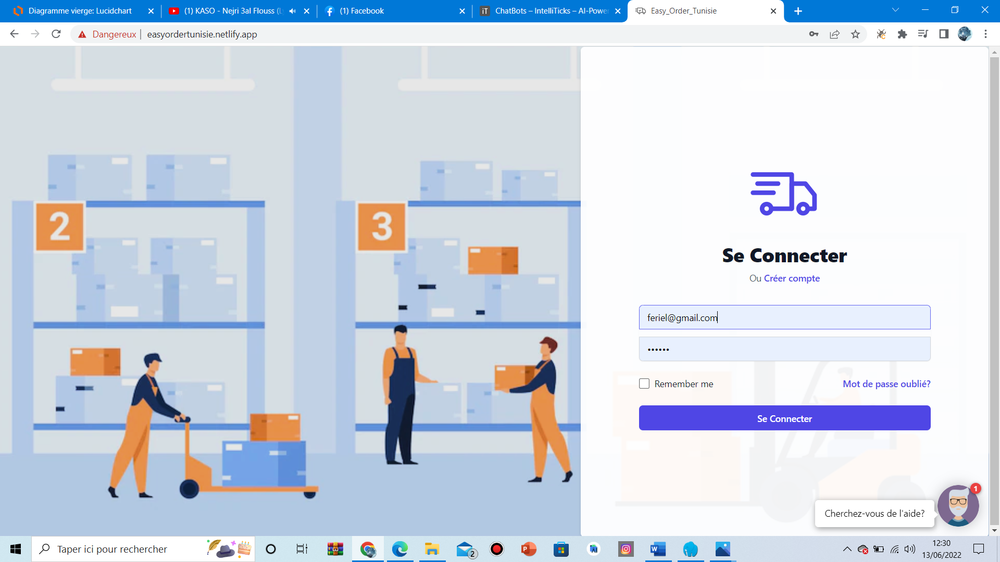 Diagramme vierge: Lucidchart
(1) KASO - Nejri 3al Flouss (L
(1) Facebook
ChatBots – IntelliTicks – AI-Power
Easy_Order_Tunisie
Dangereux
easyordertunisie.netlify.app
2
3
Se Connecter
Ou Créer compte
feriel@gmail.com
••••••
Remember me
Mot de passe oublié?
Se Connecter
1
Cherchez-vous de l'aide?
Taper ici pour rechercher
2
12:30
13/06/2022